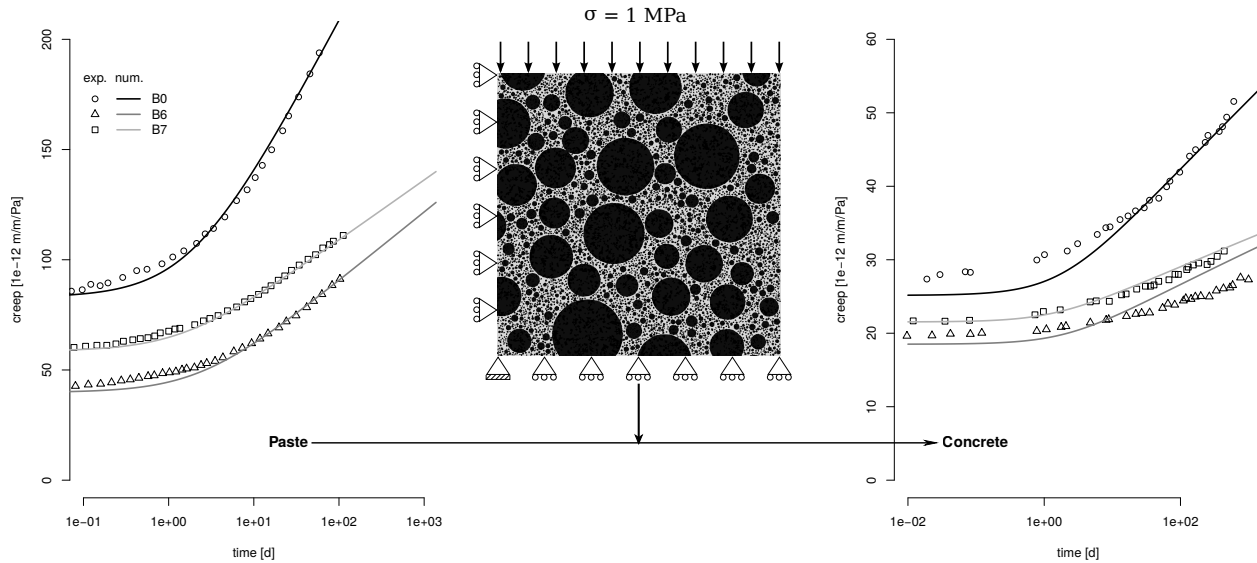 σ = 1 MPa
200
150
100
50
0
creep [1e-12 m/m/Pa]
exp. num.
B0
B6
B7
1e-01 1e+00 1e+01 1e+02 1e+03
time [d]
Paste
Concrete
60
50
40
30
20
10
0
creep [1e-12 m/m/Pa]
1e-02 1e+00 1e+02
time [d]